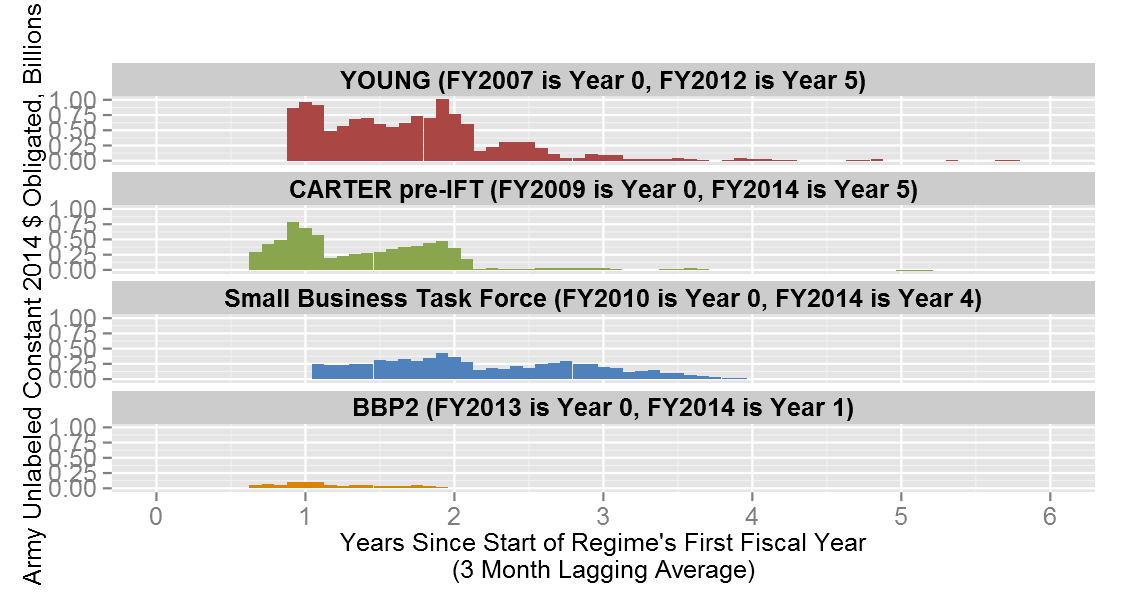 Army Unlabeled Constant 2014 $ Obligated, Billions
YOUNG (FY2007 is Year 0, FY2012 is Year 5)
1.00
0.75
0.50
0.25
0.00
CARTER pre-IFT (FY2009 is Year 0, FY2014 is Year 5)
1.00
0.75
0.50
0.25
0.00
Small Business Task Force (FY2010 is Year 0, FY2014 is Year 4)
1.00
0.75
0.50
0.25
0.00
BBP2 (FY2013 is Year 0, FY2014 is Year 1)
1.00
0.75
0.50
0.25
0.00
0 1 2 3 4 5 6
Years Since Start of Regime's First Fiscal Year
(3 Month Lagging Average)